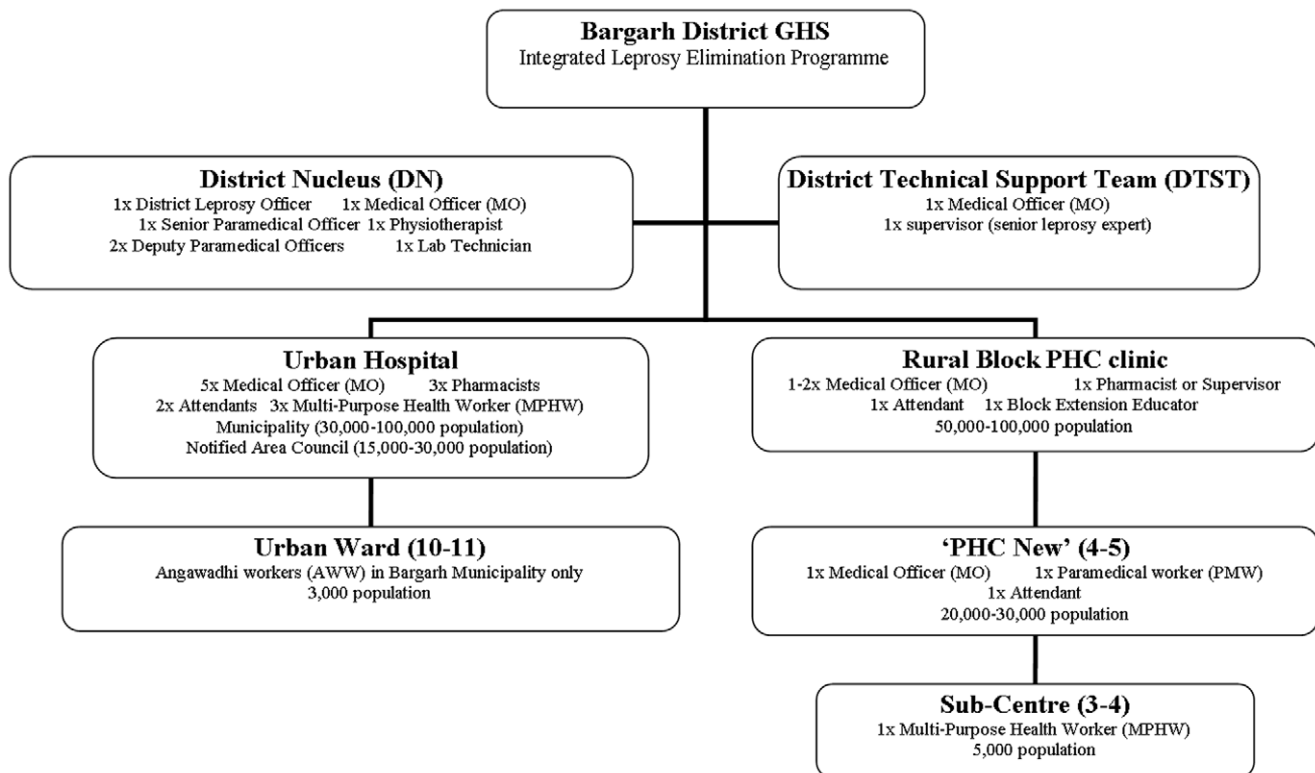 Bargarh District GHS
Integrated Leprosy Elimination Programme
District Nucleus (DN)
1x District Leprosy Officer 1x Medical Officer (MO)
1x Senior Paramedical Officer 1x Physiotherapist
2x Deputy Paramedical Officers 1x Lab Technician
District Technical Support Team (DTST)
1x Medical Officer (MO)
1x supervisor (senior leprosy expert)
Urban Hospital
5x Medical Officer (MO) 3x Pharmacists
2x Attendants 3x Multi-Purpose Health Worker (MPHW)
Municipality (30,000-100,000 population)
Notified Area Council (15,000-30,000 population)
Rural Block PHC clinic
1-2x Medical Officer (MO) 1x Pharmacist or Supervisor
1x Attendant 1x Block Extension Educator
50,000-100,000 population
Urban Ward (10-11)
Angawadhi workers (AWW) in Bargarh Municipality only
3,000 population
‘PHC New’ (4-5)
1x Medical Officer (MO) 1x Paramedical worker (PMW)
1x Attendant
20,000-30,000 population
Sub-Centre (3-4)
1x Multi-Purpose Health Worker (MPHW)
5,000 population